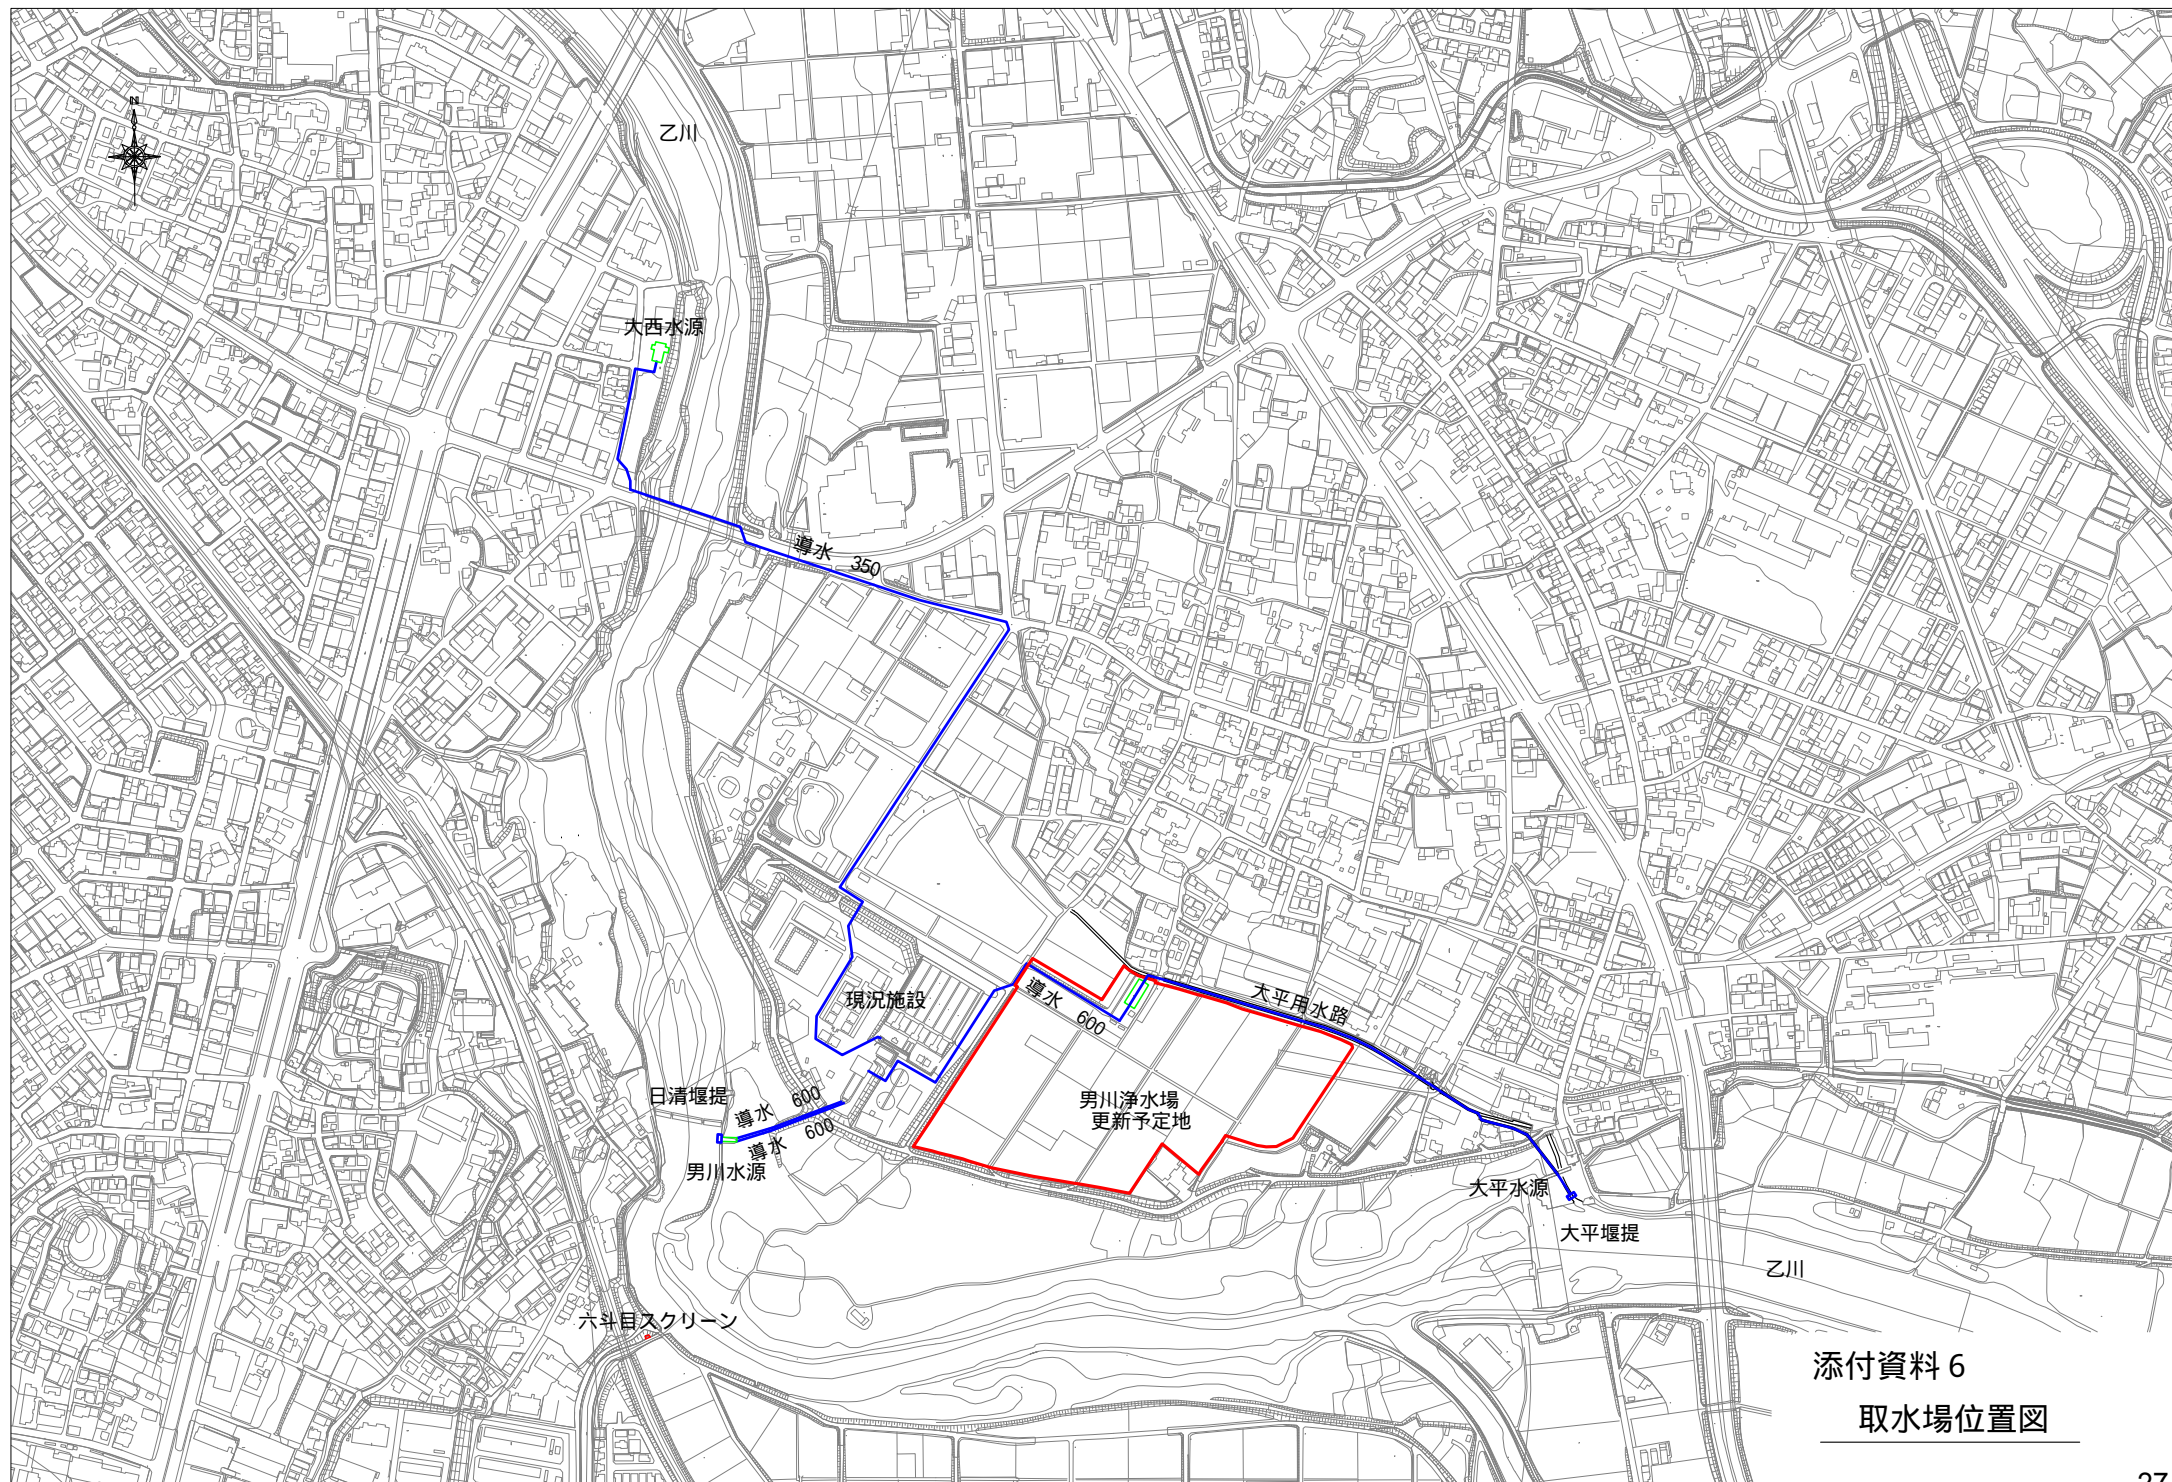 N
乙川
大西水源
導水 350
現況施設
導水 600
大平用水路
日清堰提
導水 600
導水 600
男川水源
男川浄水場
更新予定地
大平水源
大平堰提
乙川
六斗目スクリーン
添付資料6
取水場位置図
27